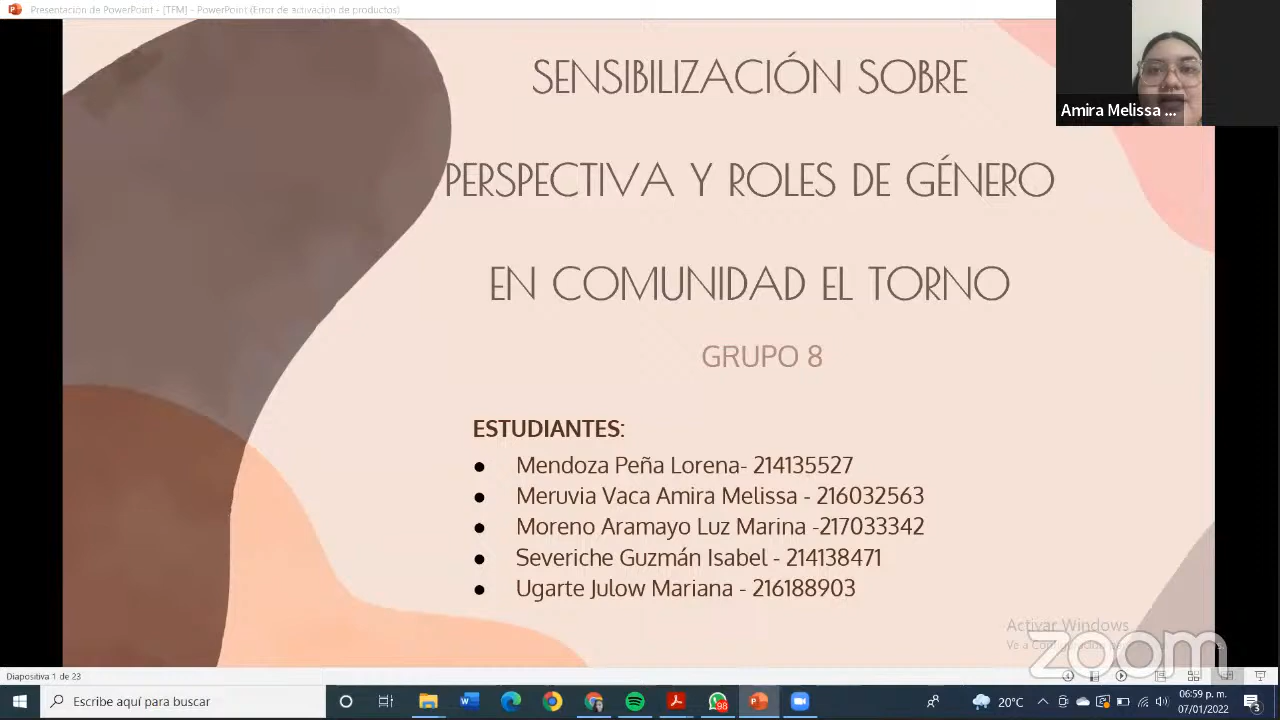 Presentación de PowerPoint - [TFM] - PowerPoint (Error de activación de productos)
SENSIBILIZACIÓN SOBRE
PERSPECTIVA Y ROLES DE GÉNERO
EN COMUNIDAD EL TORNO
GRUPO 8
Amira Melissa ...
ESTUDIANTES:
● Mendoza Peña Lorena- 214135527
● Meruvia Vaca Amira Melissa - 216032563
● Moreno Aramayo Luz Marina -217033342
● Severiche Guzmán Isabel - 214138471
● Ugarte Julow Mariana - 216188903
Activar Windows
Ve a
zoom
Diapositiva 1 de 23
Escribe aquí para buscar
98
20°C
06:59 p. m.
07/01/2022
3